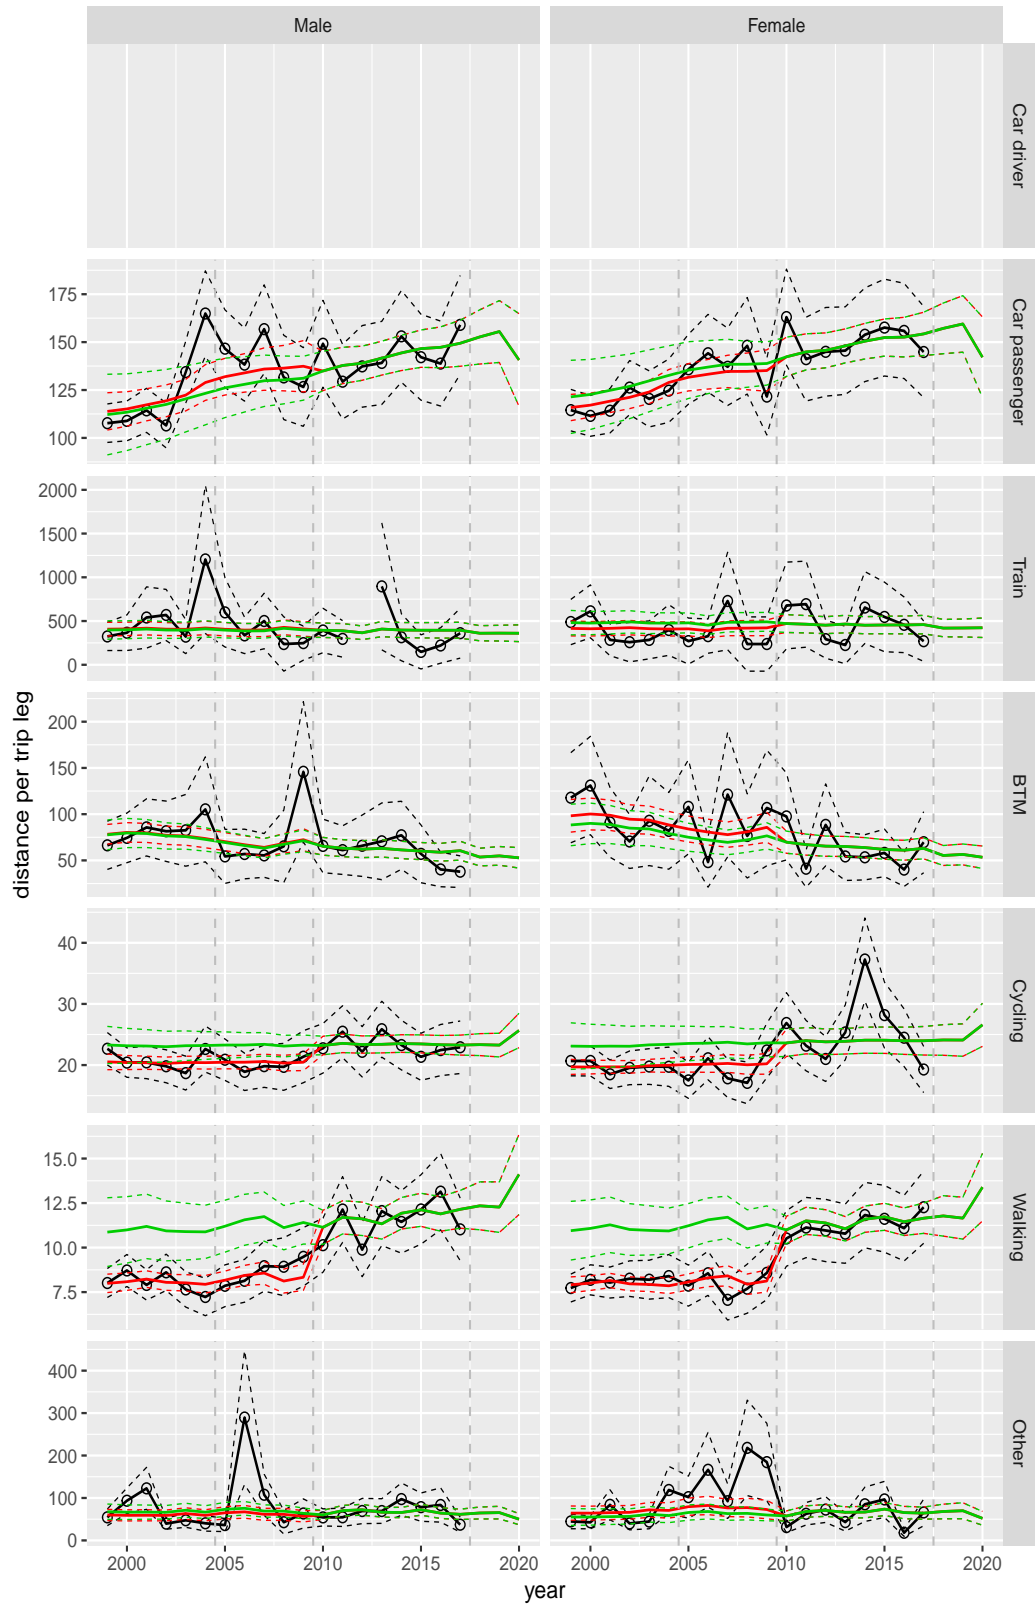 Male Female
Car driver
175
150
125
100
Car passenger
2000
1500
1000
500
0
Train
200
150
100
50
BTM
40
30
20
Cycling
15.0
12.5
10.0
7.5
Walking
400
300
200
100
0
Other
2000 2005 2010 2015 2020 2000 2005 2010 2015 2020
year
distance per trip leg